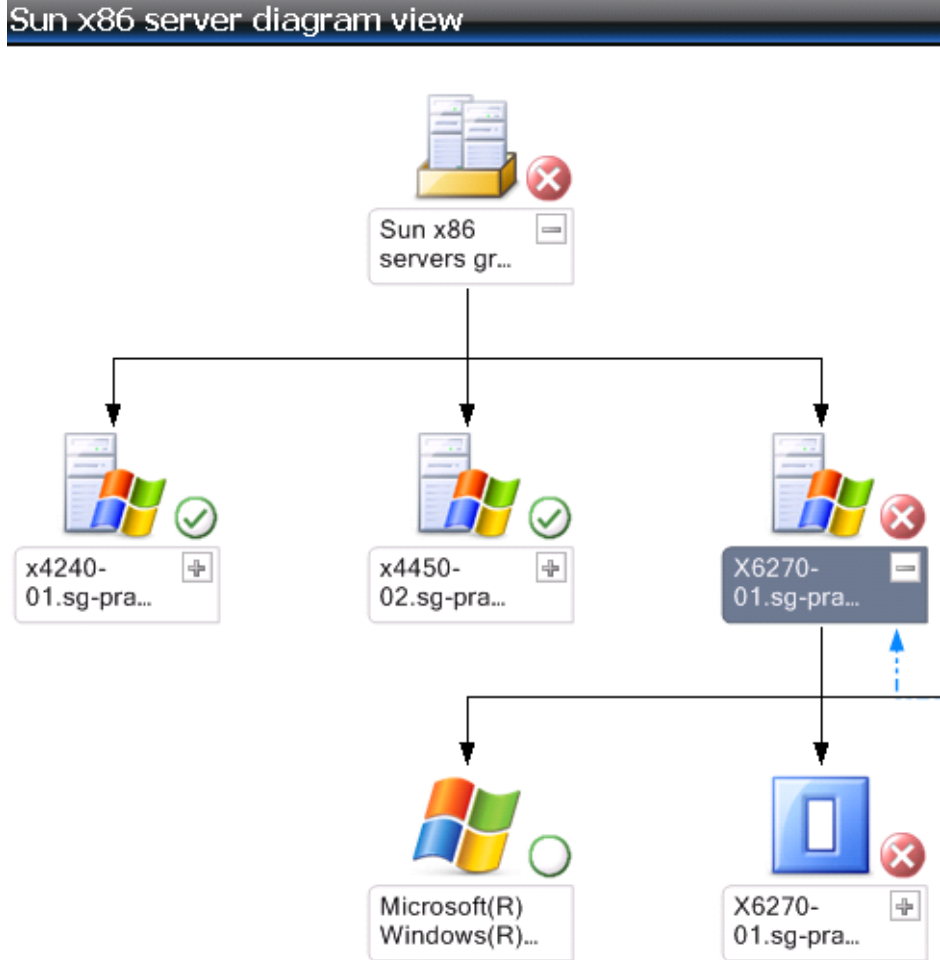 Sun x86 server diagram view
Sun x86
servers gr...
x4240-
01.sg-pra...
x4450-
02.sg-pra...
X6270-
01.sg-pra...
Microsoft(R)
Windows(R)...
X6270-
01.sg-pra...